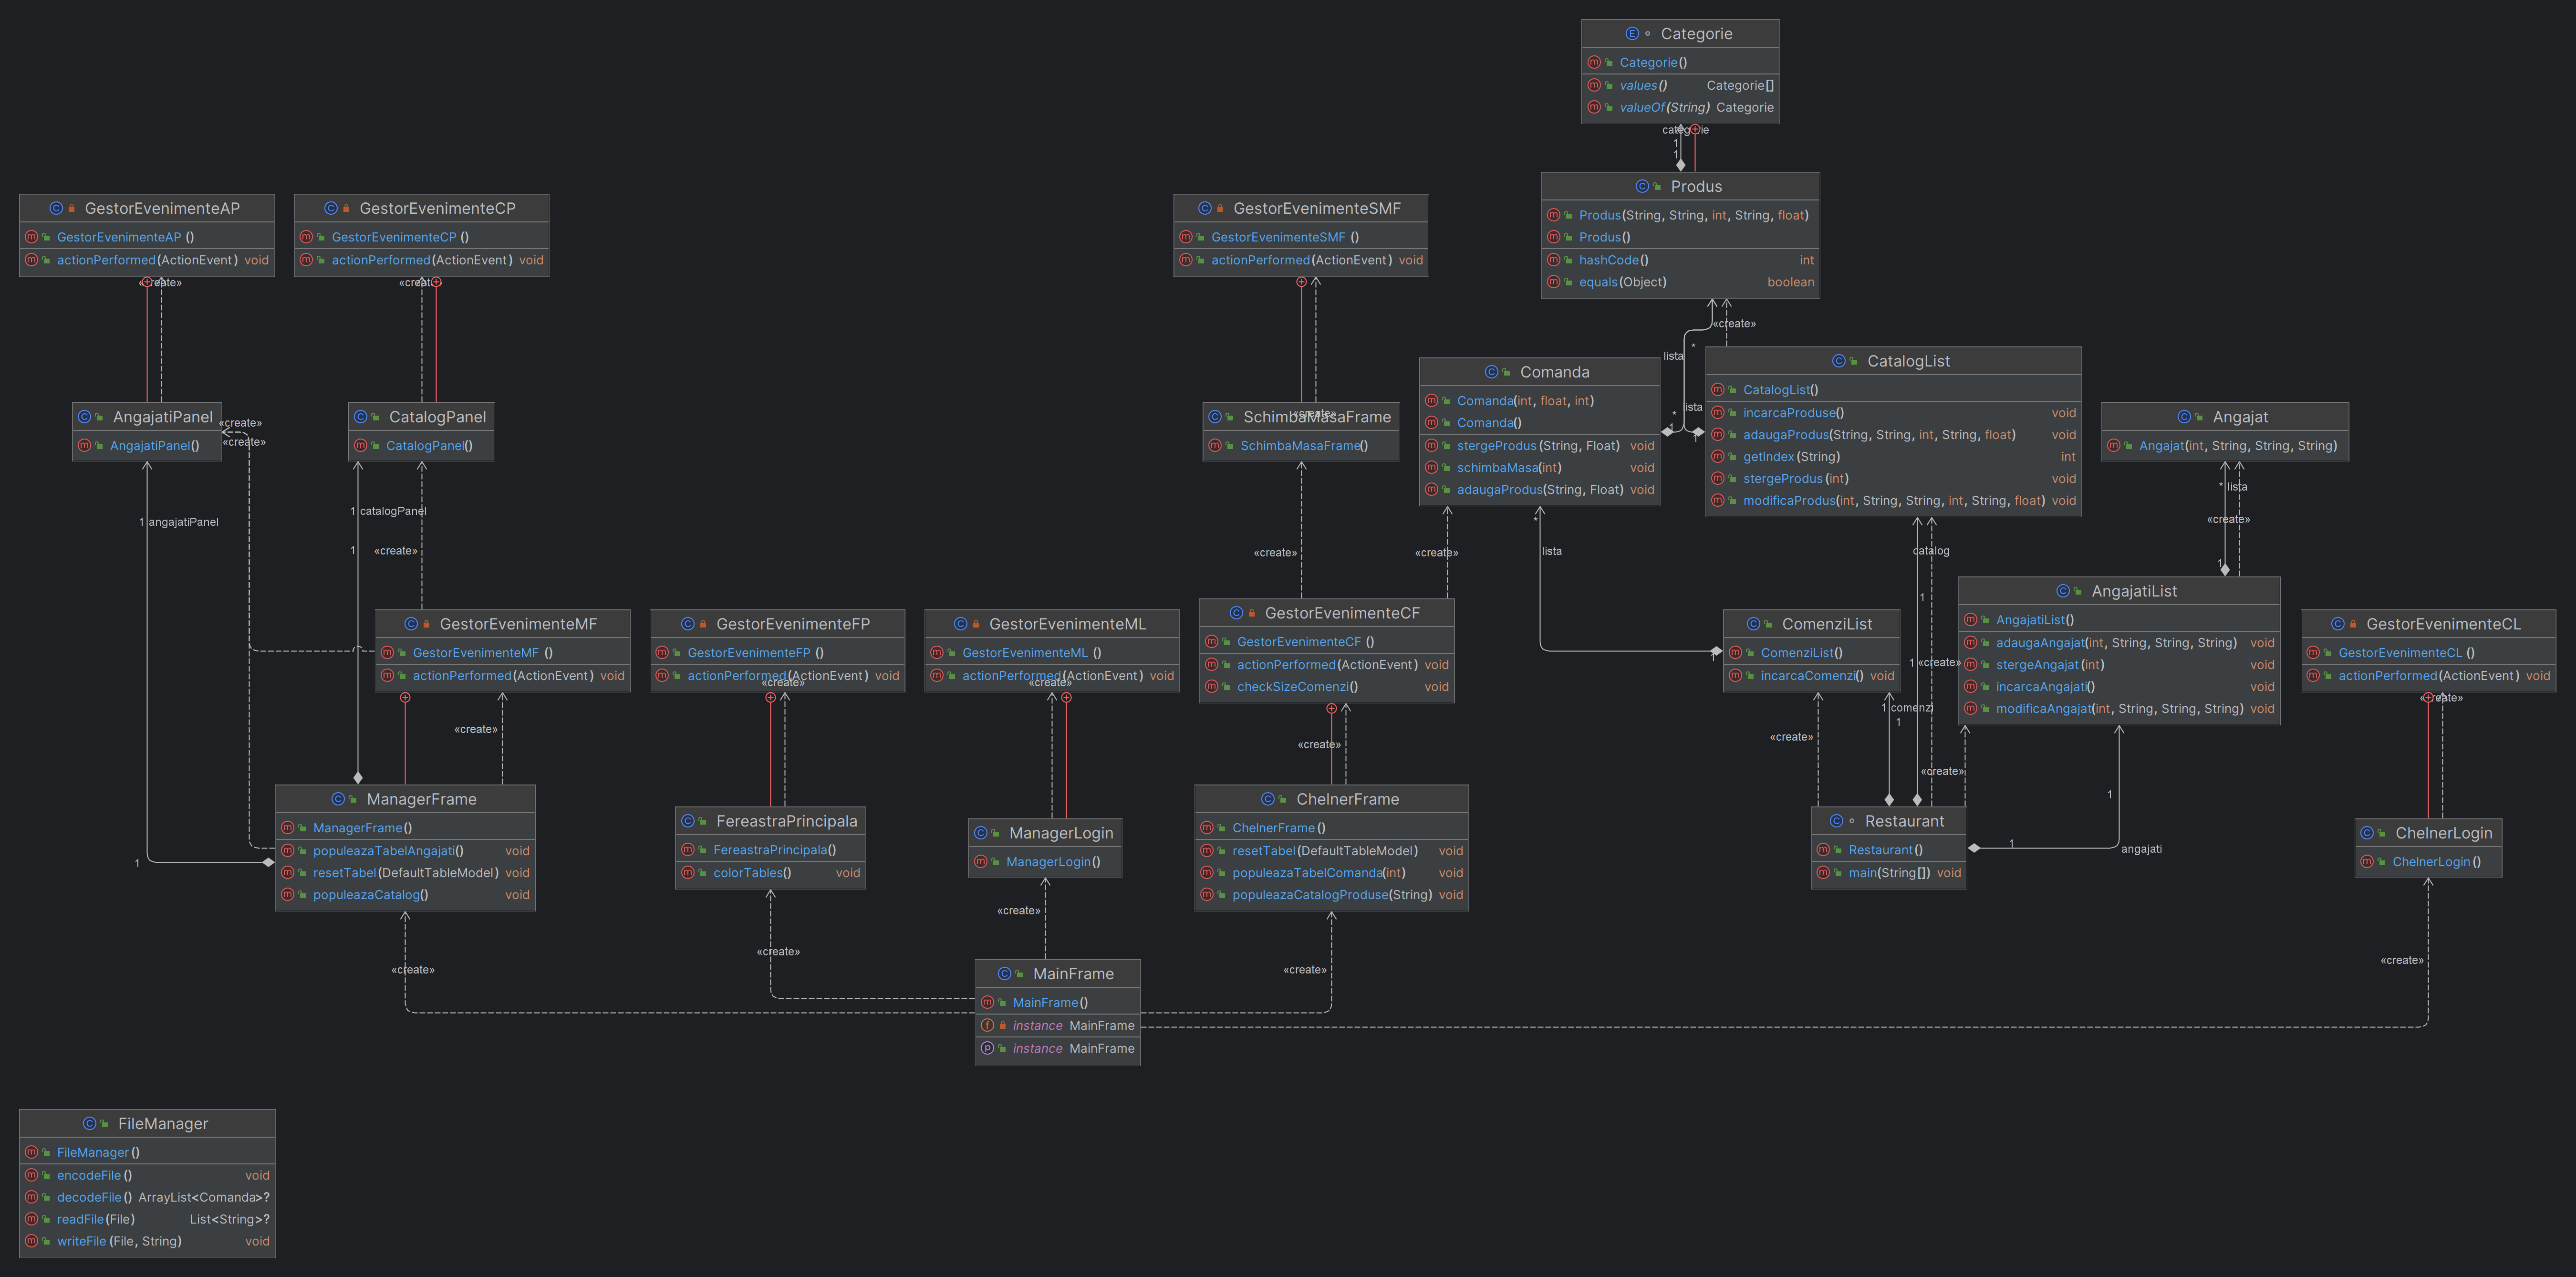 Categorie
Categorie()
values() Categorie[]
valueOf(String) Categorie
categorie
1
1
Produs
Produs(String, String, int, String, float)
Produs()
hashCode() int
equals(Object) boolean
GestorEvenimenteAP
GestorEvenimenteAP ()
actionPerformed(ActionEvent) void
«create»
GestorEvenimenteCP
GestorEvenimenteCP ()
actionPerformed(ActionEvent) void
«create»
GestorEvenimenteSMF
GestorEvenimenteSMF ()
actionPerformed(ActionEvent) void
«create»
lista
*
*
1
lista
1
Comanda
Comanda(int, float, int)
Comanda()
stergeProdus (String, Float) void
schimbaMasa(int) void
adaugaProdus(String, Float) void
CatalogList
CatalogList()
incarcaProduse() void
adaugaProdus(String, String, int, String, float) void
getIndex (String) int
stergeProdus (int) void
modificaProdus(int, String, String, int, String, float) void
AngajatiPanel
AngajatiPanel()
«create»
«create»
CatalogPanel
CatalogPanel()
SchimbaMasaFrame
SchimbaMasaFrame()
«create»
Angajat
Angajat(int, String, String, String)
* lista
«create»
1
1 angajatiPanel
1 catalogPanel
1
«create»
«create»
«create»
*
lista
catalog
1
GestorEvenimenteMF
GestorEvenimenteMF ()
actionPerformed(ActionEvent) void
GestorEvenimenteFP
GestorEvenimenteFP ()
actionPerformed(ActionEvent) void
«create»
GestorEvenimenteML
GestorEvenimenteML ()
actionPerformed(ActionEvent) void
«create»
GestorEvenimenteCF
GestorEvenimenteCF ()
actionPerformed(ActionEvent) void
checkSizeComenzi() void
1
ComenziList
ComenziList()
incarcaComenzi() void
1 «create»
AngajatiList
AngajatiList()
adaugaAngajat(int, String, String, String) void
stergeAngajat (int) void
incarcaAngajati() void
modificaAngajat(int, String, String, String) void
GestorEvenimenteCL
GestorEvenimenteCL ()
actionPerformed(ActionEvent) void
«create»
«create»
«create»
«create»
1 comenzi
1
«create»
1
1
angajati
1
ManagerFrame
ManagerFrame()
populeazaTabelAngajati() void
resetTabel (DefaultTableModel) void
populeazaCatalog() void
FereastraPrincipala
FereastraPrincipala()
colorTables() void
ManagerLogin
ManagerLogin()
ChelnerFrame
ChelnerFrame()
resetTabel (DefaultTableModel) void
populeazaTabelComanda(int) void
populeazaCatalogProduse(String) void
Restaurant
Restaurant()
main(String[]) void
ChelnerLogin
ChelnerLogin ()
«create»
«create»
«create»
«create»
«create»
MainFrame
MainFrame()
instance MainFrame
instance MainFrame
FileManager
FileManager()
encodeFile() void
decodeFile() ArrayList<Comanda>?
readFile(File) List<String>?
writeFile (File, String) void